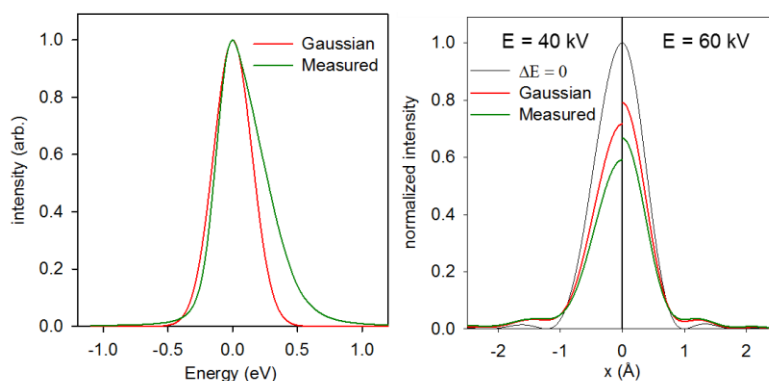 1.0
0.8
0.6
0.4
0.2
0.0
intensity (arb.)
Gaussian
Measured
-1.0 -0.5 0.0 0.5 1.0
Energy (eV)
E = 40 kV E = 60 kV
1.0
0.8
0.6
0.4
0.2
0.0
normalized intensity
ΔE = 0
Gaussian
Measured
-2 -1 0 1 2
x (Å)